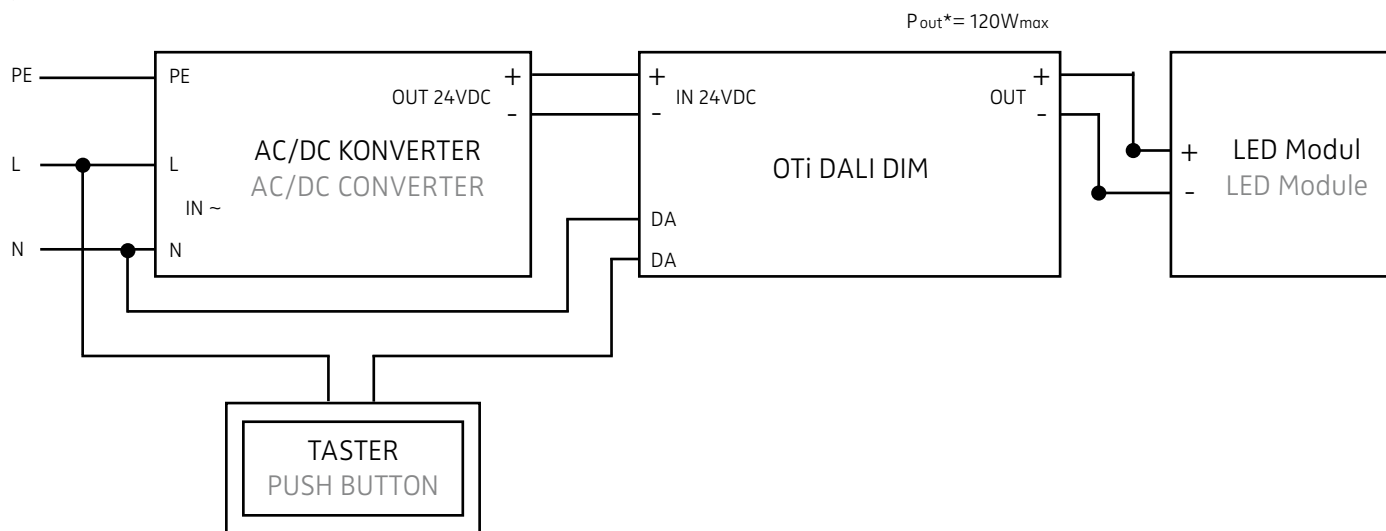 Pout*= 120Wmax
PE
PE
OUT 24VDC
+
-
+
-
IN 24VDC
OUT
+
-
AC/DC KONVERTER
AC/DC CONVERTER
OTi DALI DIM
+
-
LED Modul
LED Module
L
L
IN ~
N
N
DA
DA
TASTER
PUSH BUTTON